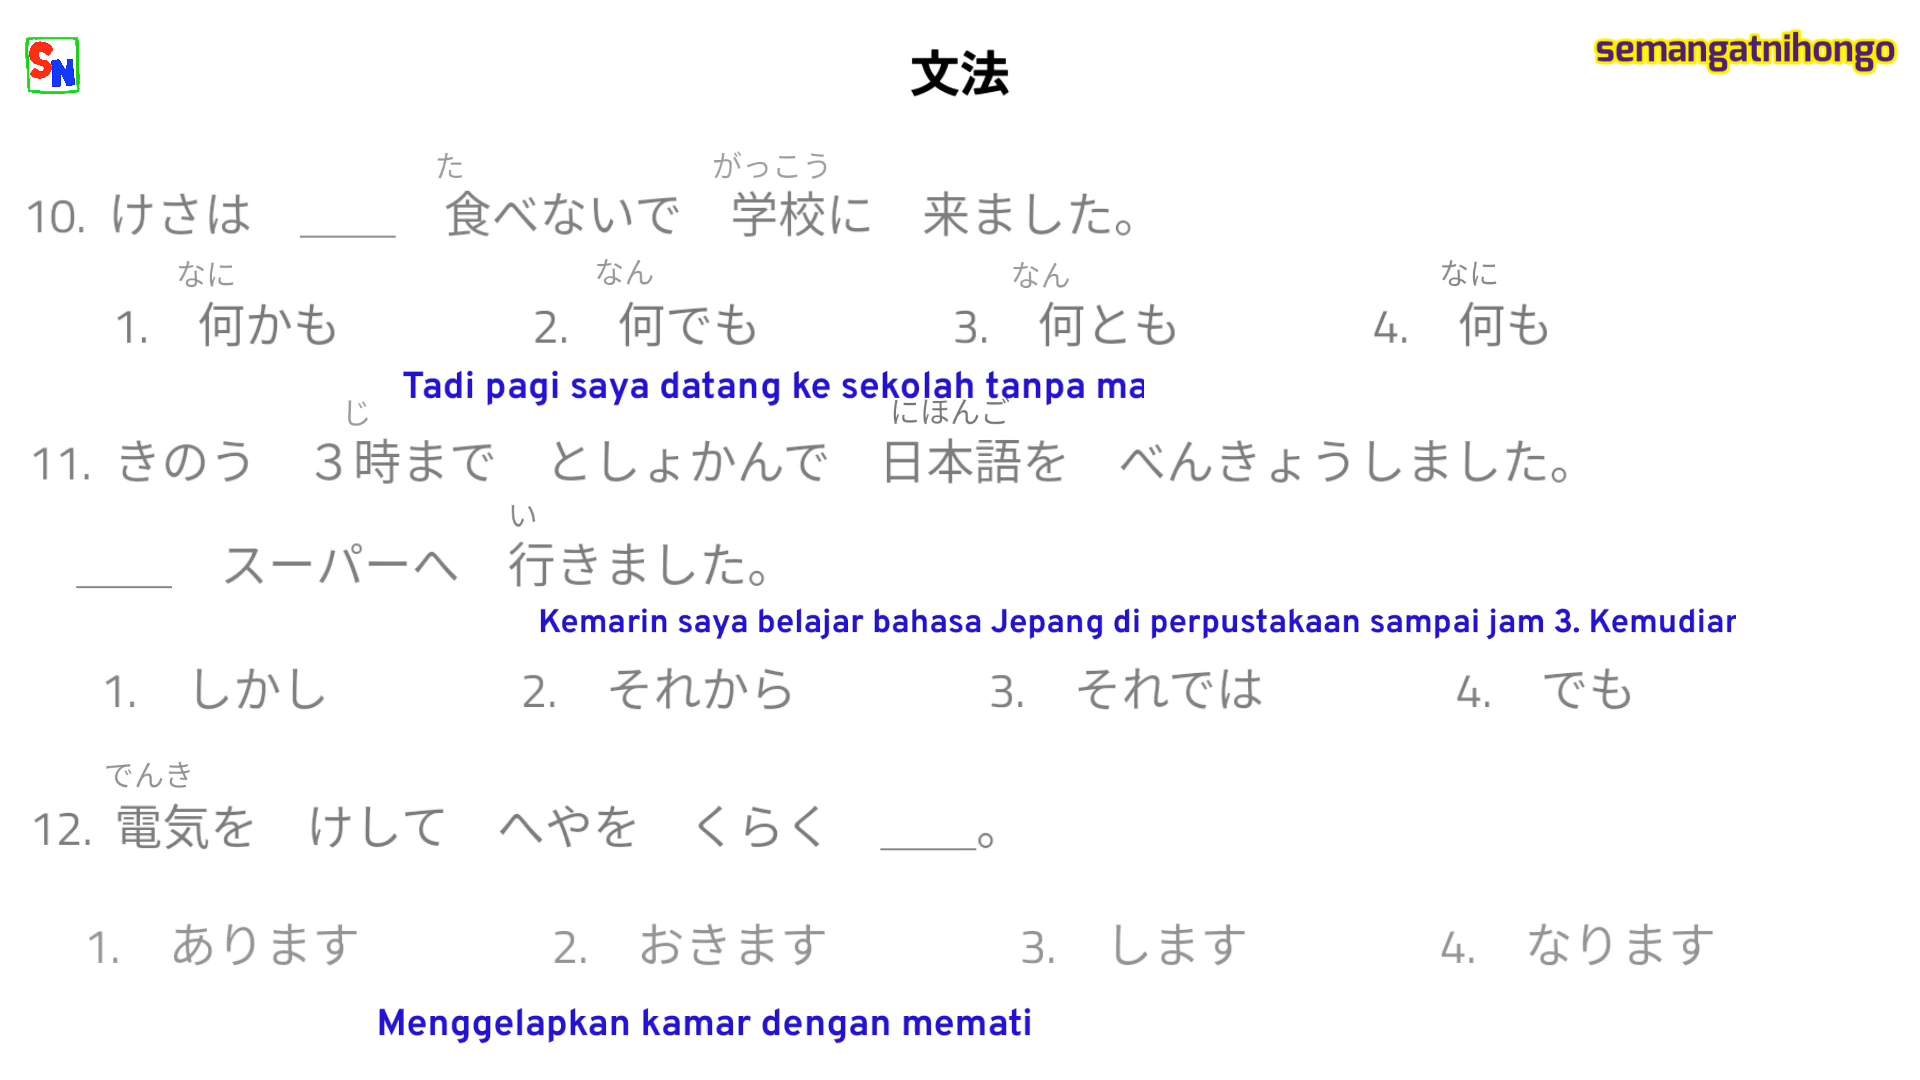 SN
文法
semangatnihongo
た がっこう
10. けさは ____ 食べないで 学校に 来ました。
なに なん なん なに
1. 何かも 2. 何でも 3. 何とも 4. 何も
Tadi pagi saya datang ke sekolah tanpa ma
じ にほんご
11. きのう 3時まで としょかんで 日本語を べんきょうしました。
い
____ スーパーへ 行きました。
Kemarin saya belajar bahasa Jepang di perpustakaan sampai jam 3. Kemudian
1. しかし 2. それから 3. それでは 4. でも
でんき
12. 電気を けして へやを くらく ____。
1. あります 2. おきます 3. します 4. なります
Menggelapkan kamar dengan memati